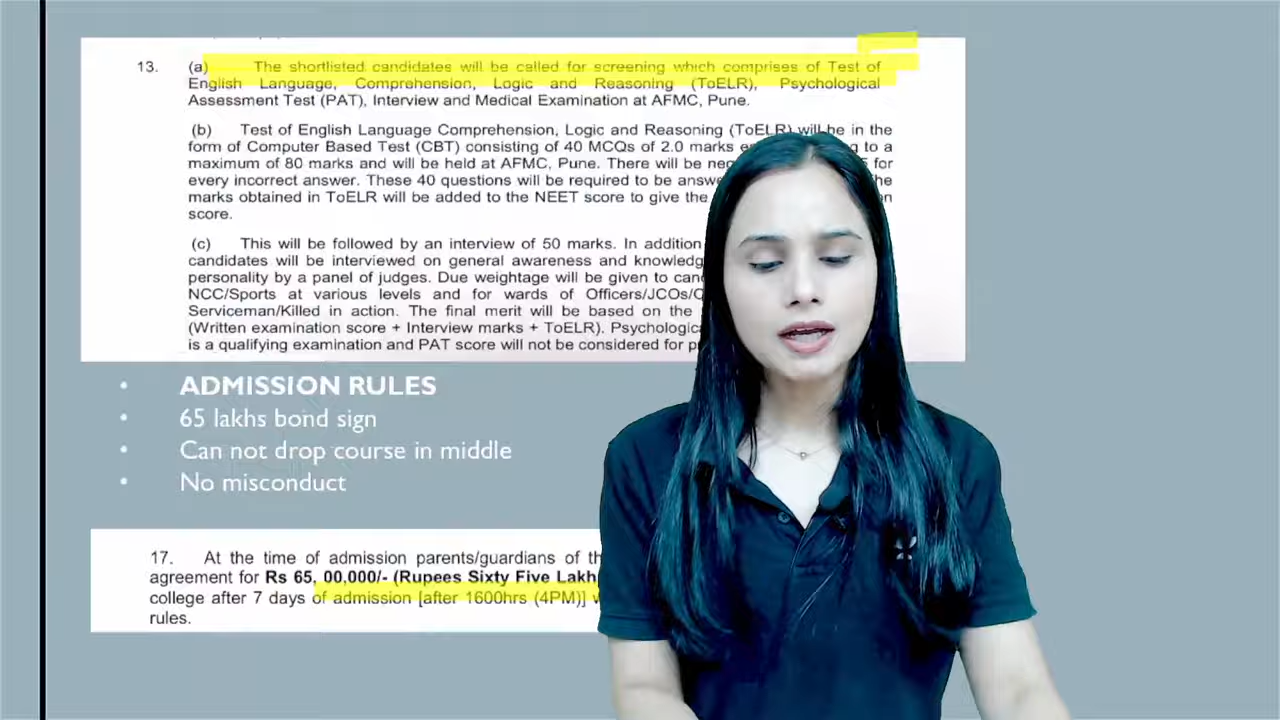 13. (a) The shortlisted candidates will be called for screening which comprises of Test of
English Language, Comprehension, Logic and Reasoning (ToELR), Psychological
Assessment Test (PAT), Interview and Medical Examination at AFMC, Pune.
(b) Test of English Language Comprehension, Logic and Reasoning (ToELR) will be in the
form of Computer Based Test (CBT) consisting of 40 MCQs of 2.0 marks to a
maximum of 80 marks and will be held at AFMC, Pune. There will be for
every incorrect answer. These 40 questions will be required to be
marks obtained in ToELR will be added to the NEET score to give the
score.
(c) This will be followed by an interview of 50 marks. In addition
candidates will be interviewed on general awareness and
personality by a panel of judges. Due weightage will be given to
NCC/Sports at various levels and for wards of
Serviceman/Killed in action. The final merit will be based on the
(Written examination score + Interview marks + ToELR).
is a qualifying examination and PAT score will not be considered for
• ADMISSION RULES
• 65 lakhs bond sign
• Can not drop course in middle
• No misconduct
17. At the time of admission parents/guardians of
agreement for Rs 65, 00,000/- (Rupees Sixty Five
college after 7 days of admission [after 1600hrs (4PM)]
rules.